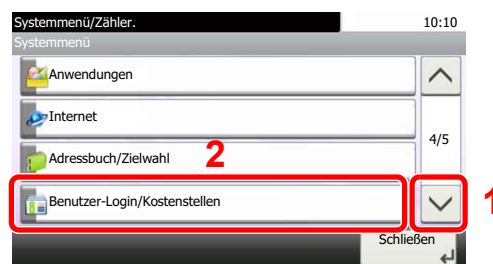 Systemmenü/Zähler. 10:10
Systemmenü
Anwendungen
Internet
4/5
Adressbuch/Zielwahl 2
Benutzer-Login/Kostenstellen 1
Schließen